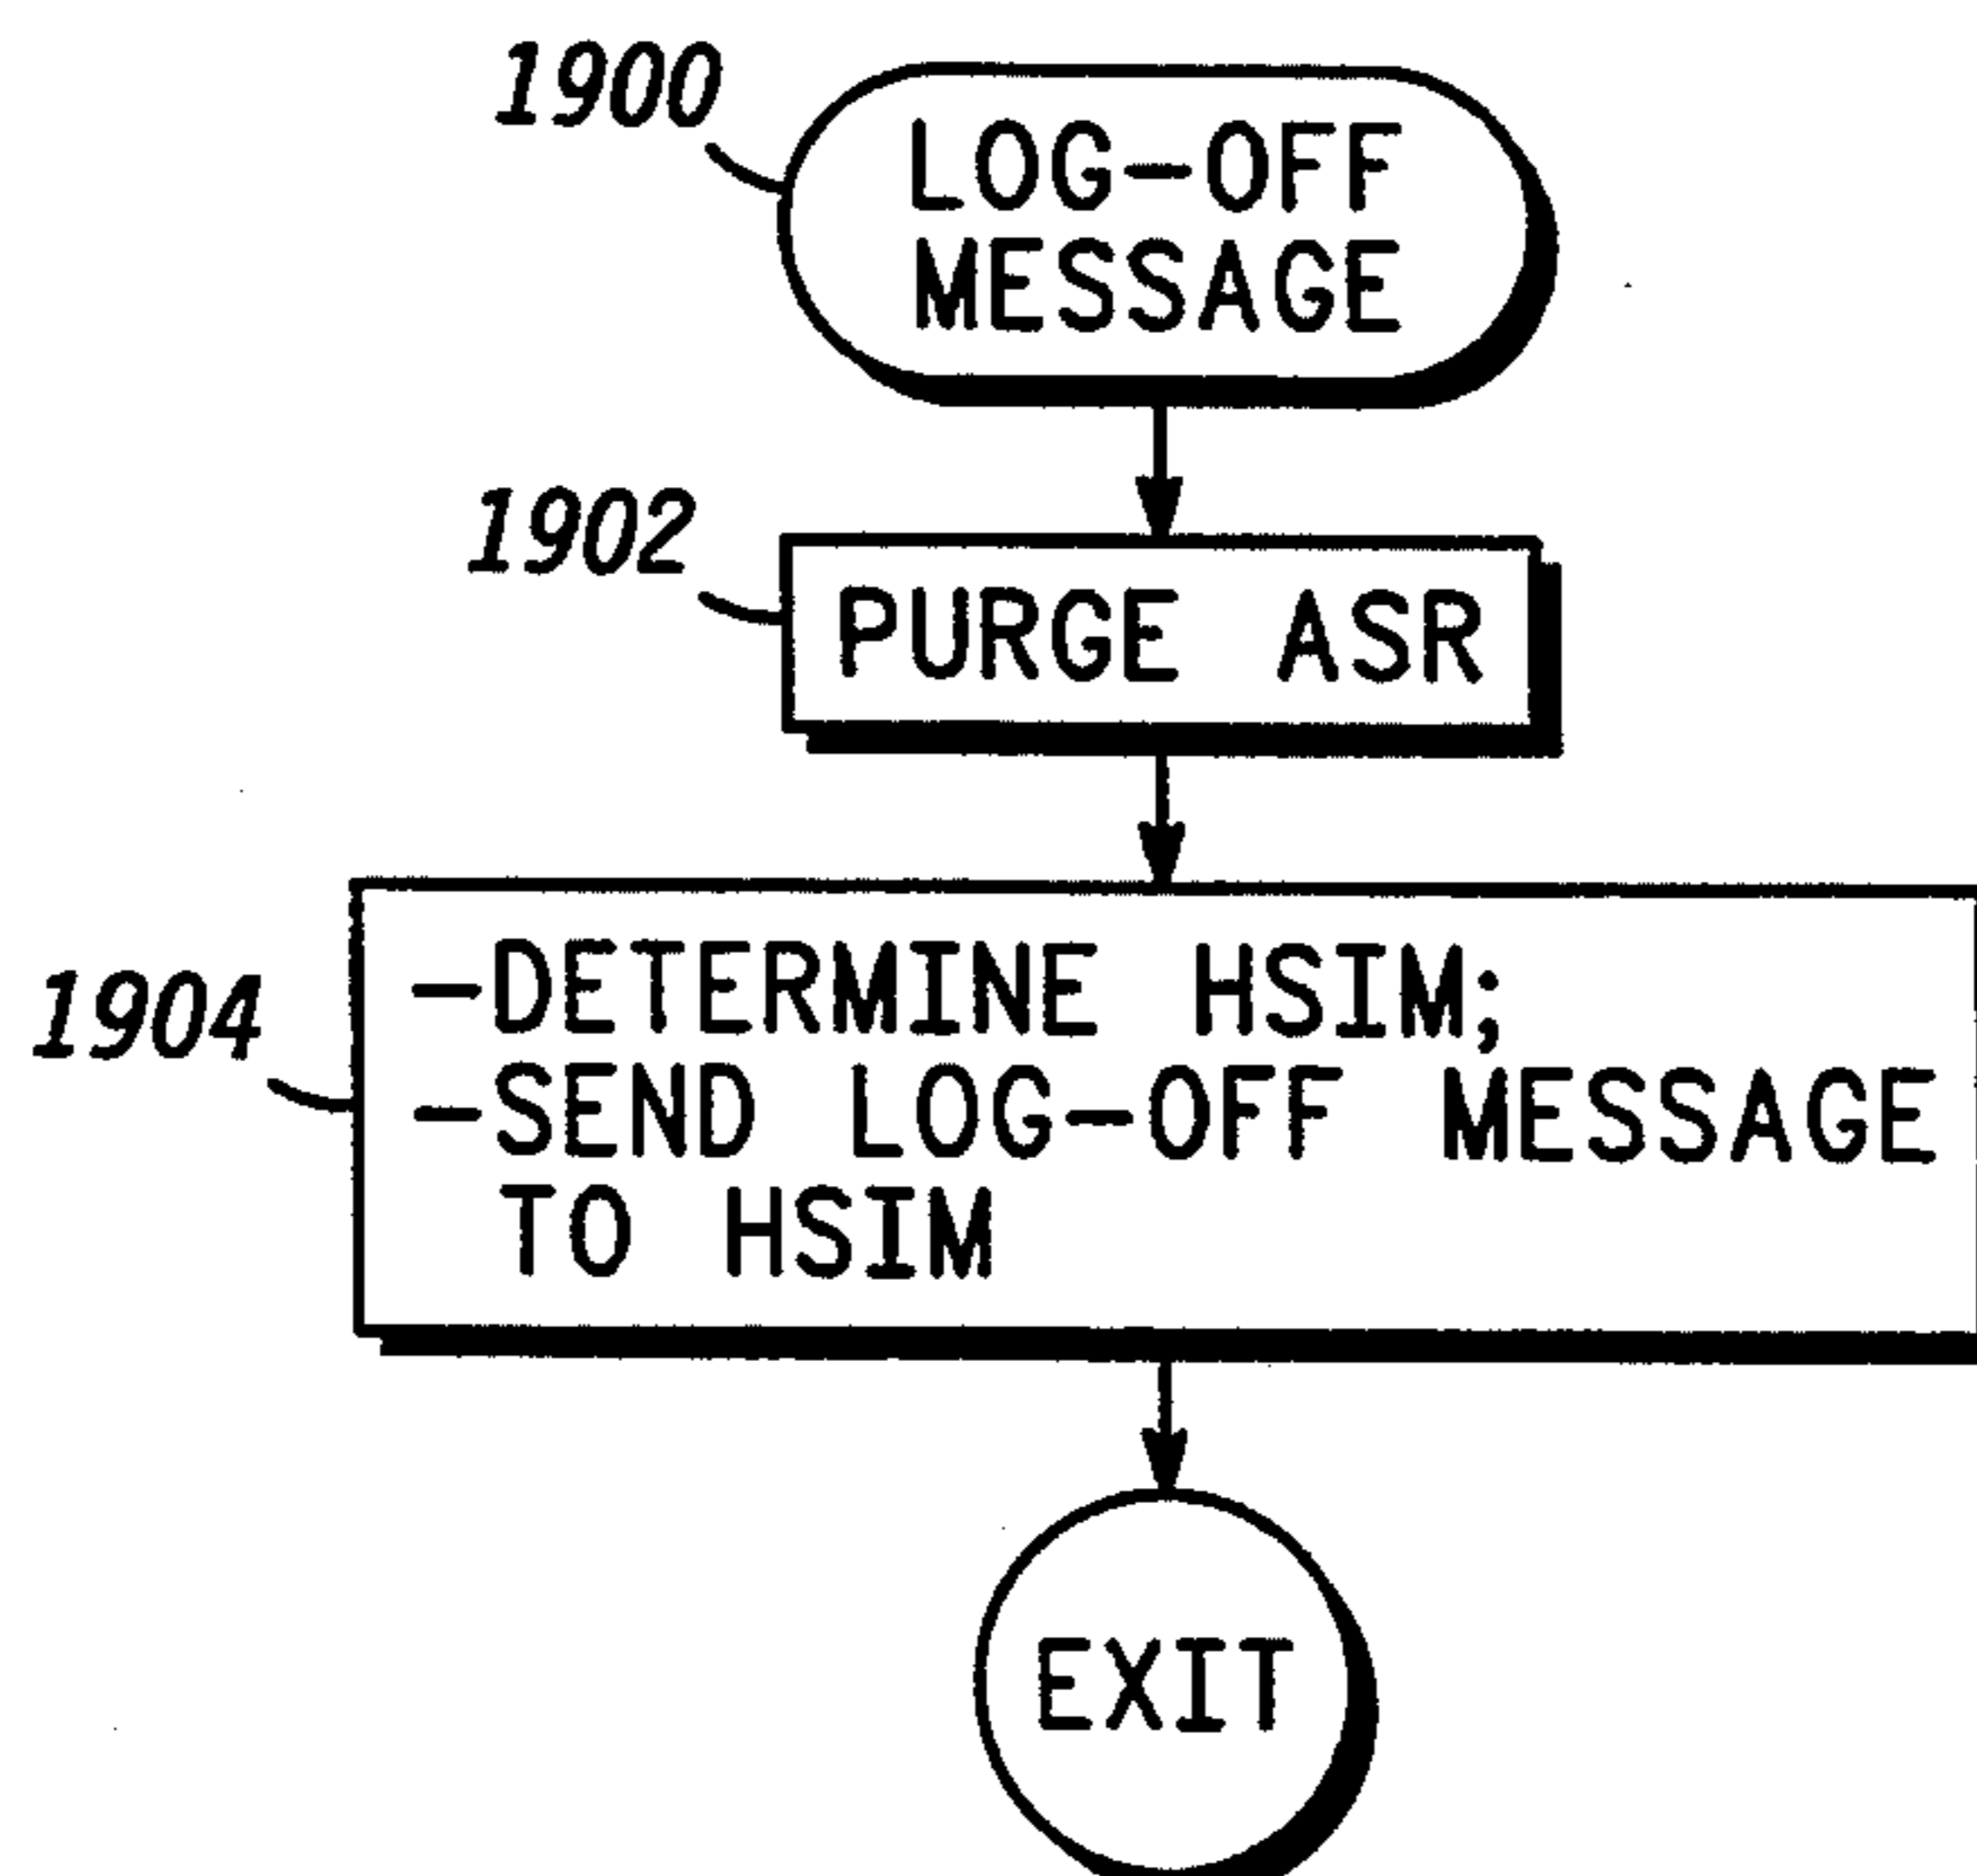 1900
LOG-OFF
MESSAGE
1902
PURGE ASR
1904
-DETERMINE HSIM;
-SEND LOG-OFF MESSAGE
TO HSIM
EXIT